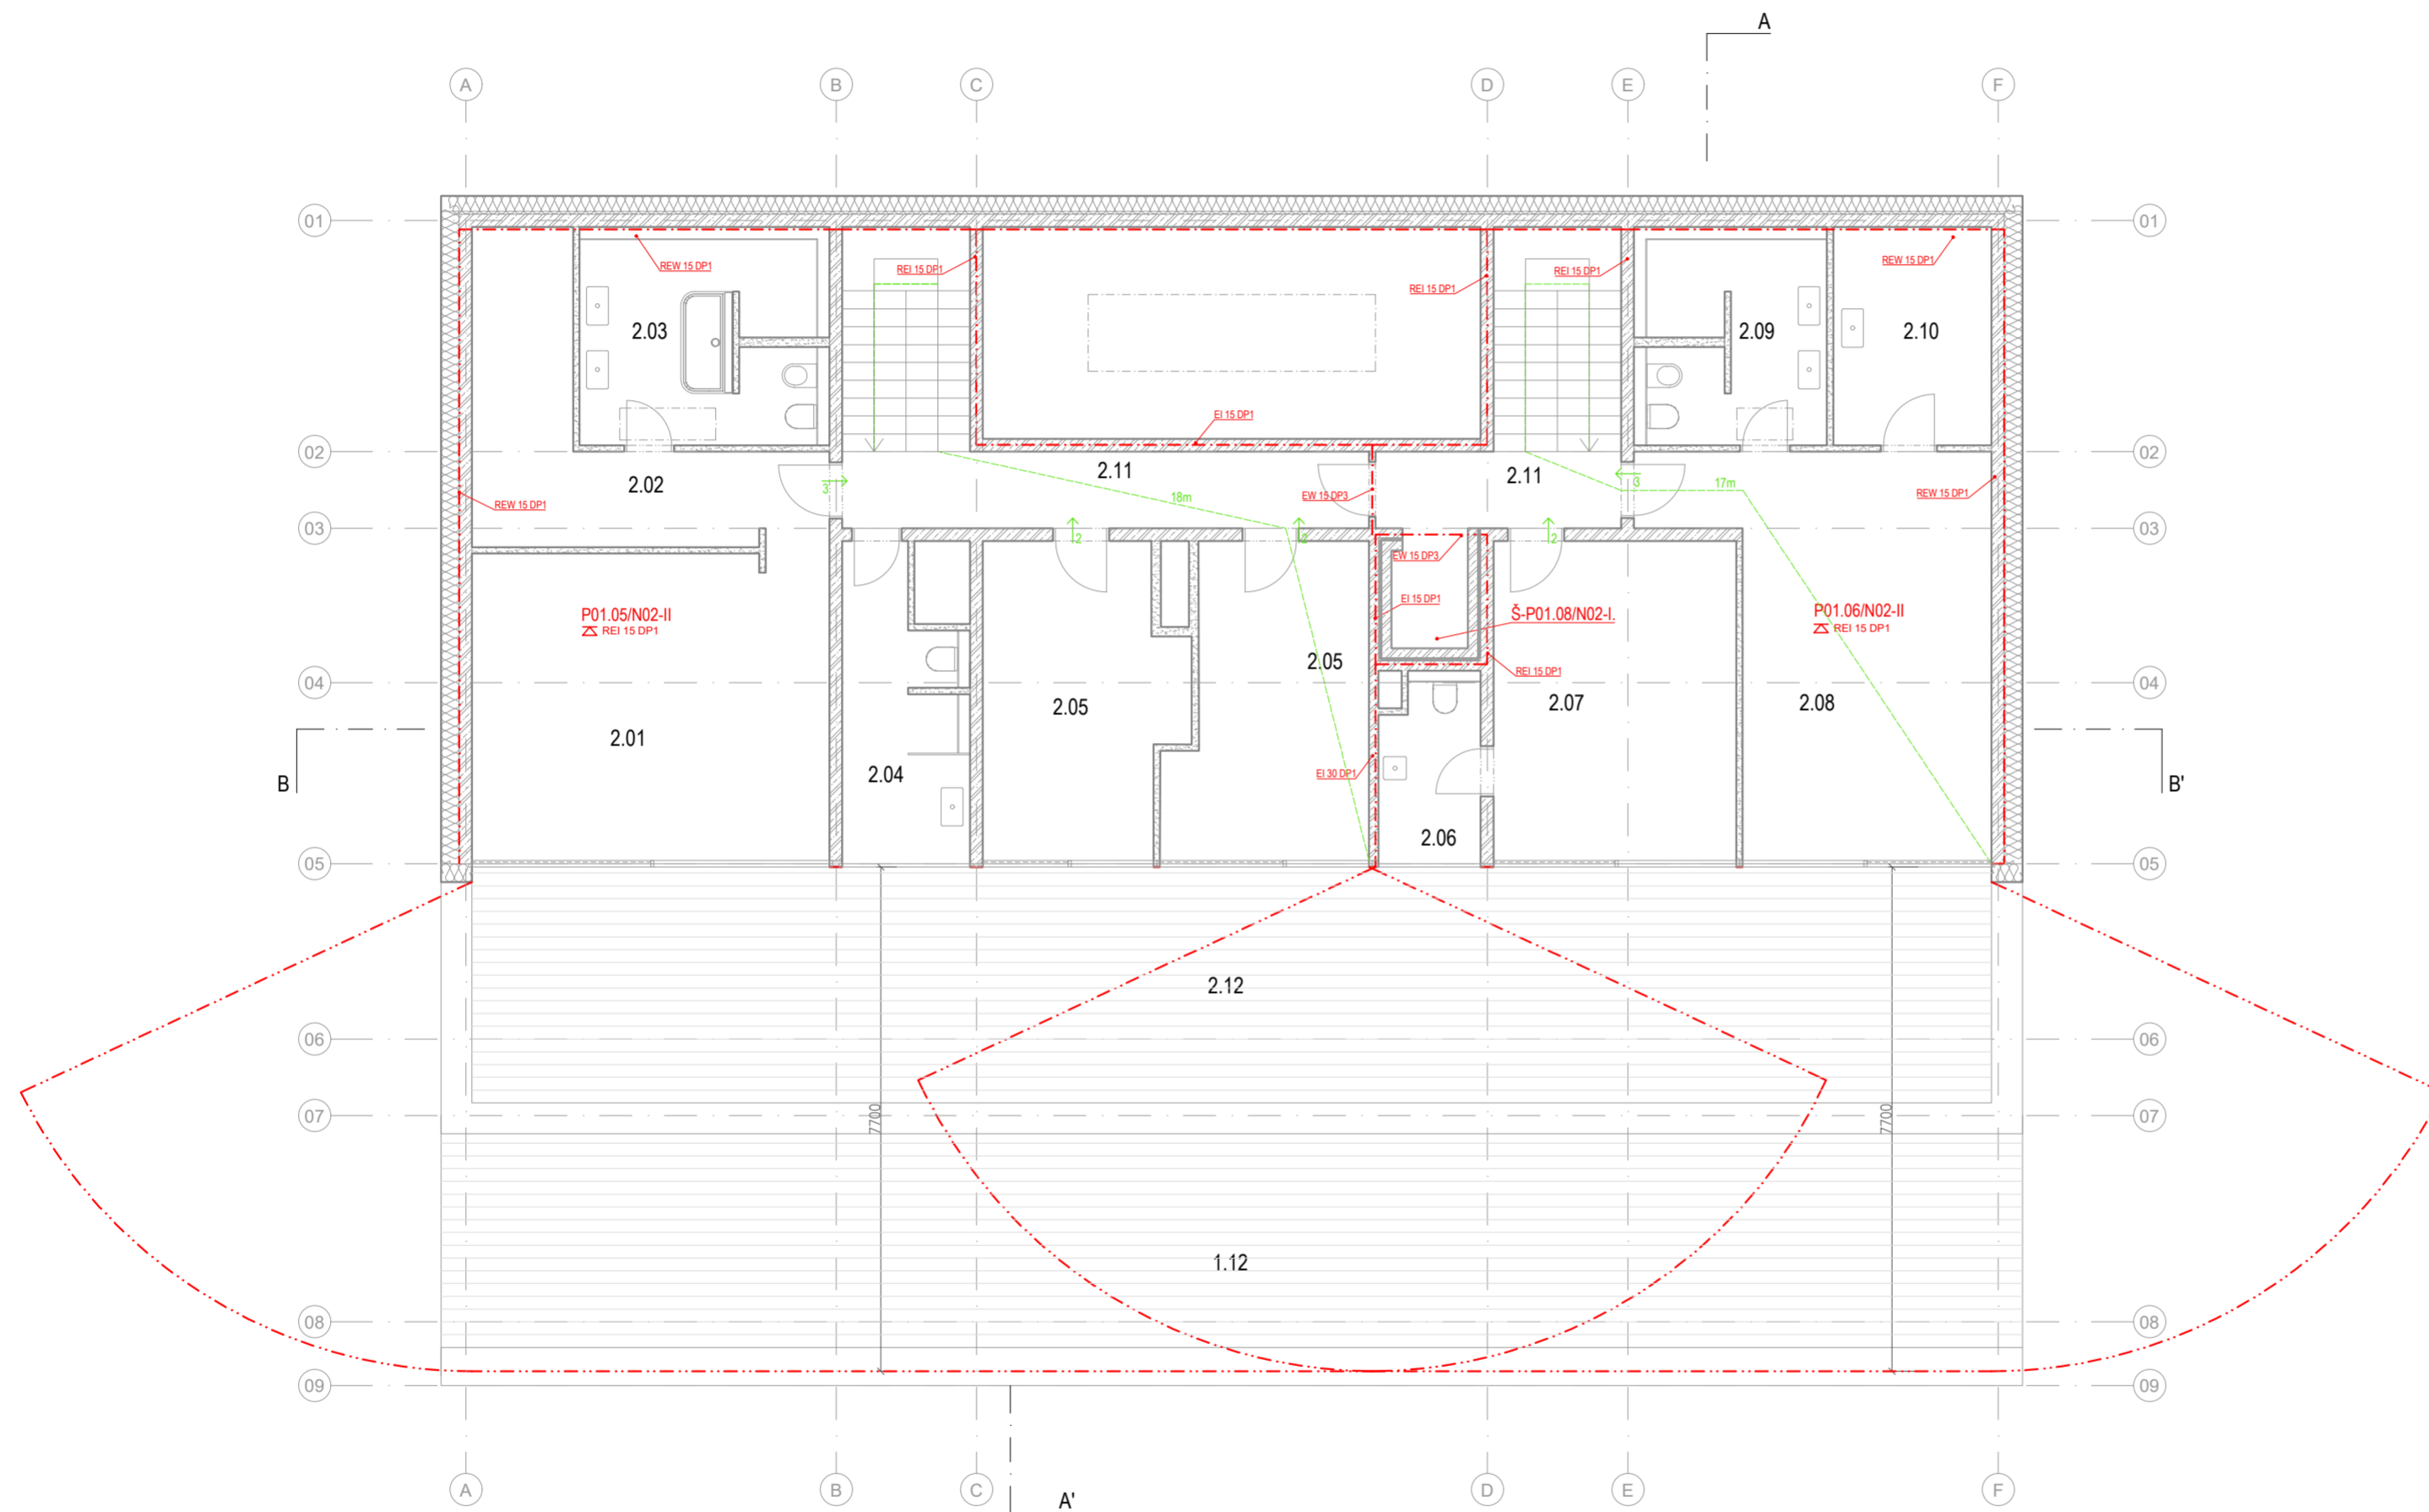 A
A B C D E F
01 01
REW 15 DP1
REI 15 DP1
REI 15 DP1
REI 15 DP1
REW 15 DP1
2.03
2.09
2.10
EI 15 DP1
02 02
2.11
2.11
2.02
3
3
18m
EW 15 DP3
17m
REW 15 DP1
REW 15 DP1
03 03
2
2
2
EW 15 DP3
EI 15 DP1
P01.05/N02-II
REI 15 DP1
Š-P01.08/N02-I.
P01.06/N02-II
REI 15 DP1
2.05
REI 15 DP1
04 04
2.05
2.07
2.08
2.01
2.04
EI 30 DP1
B
B'
2.06
05 05
2.12
06 06
7700
7700
07 07
1.12
08 08
09 09
A B C D E F
A'